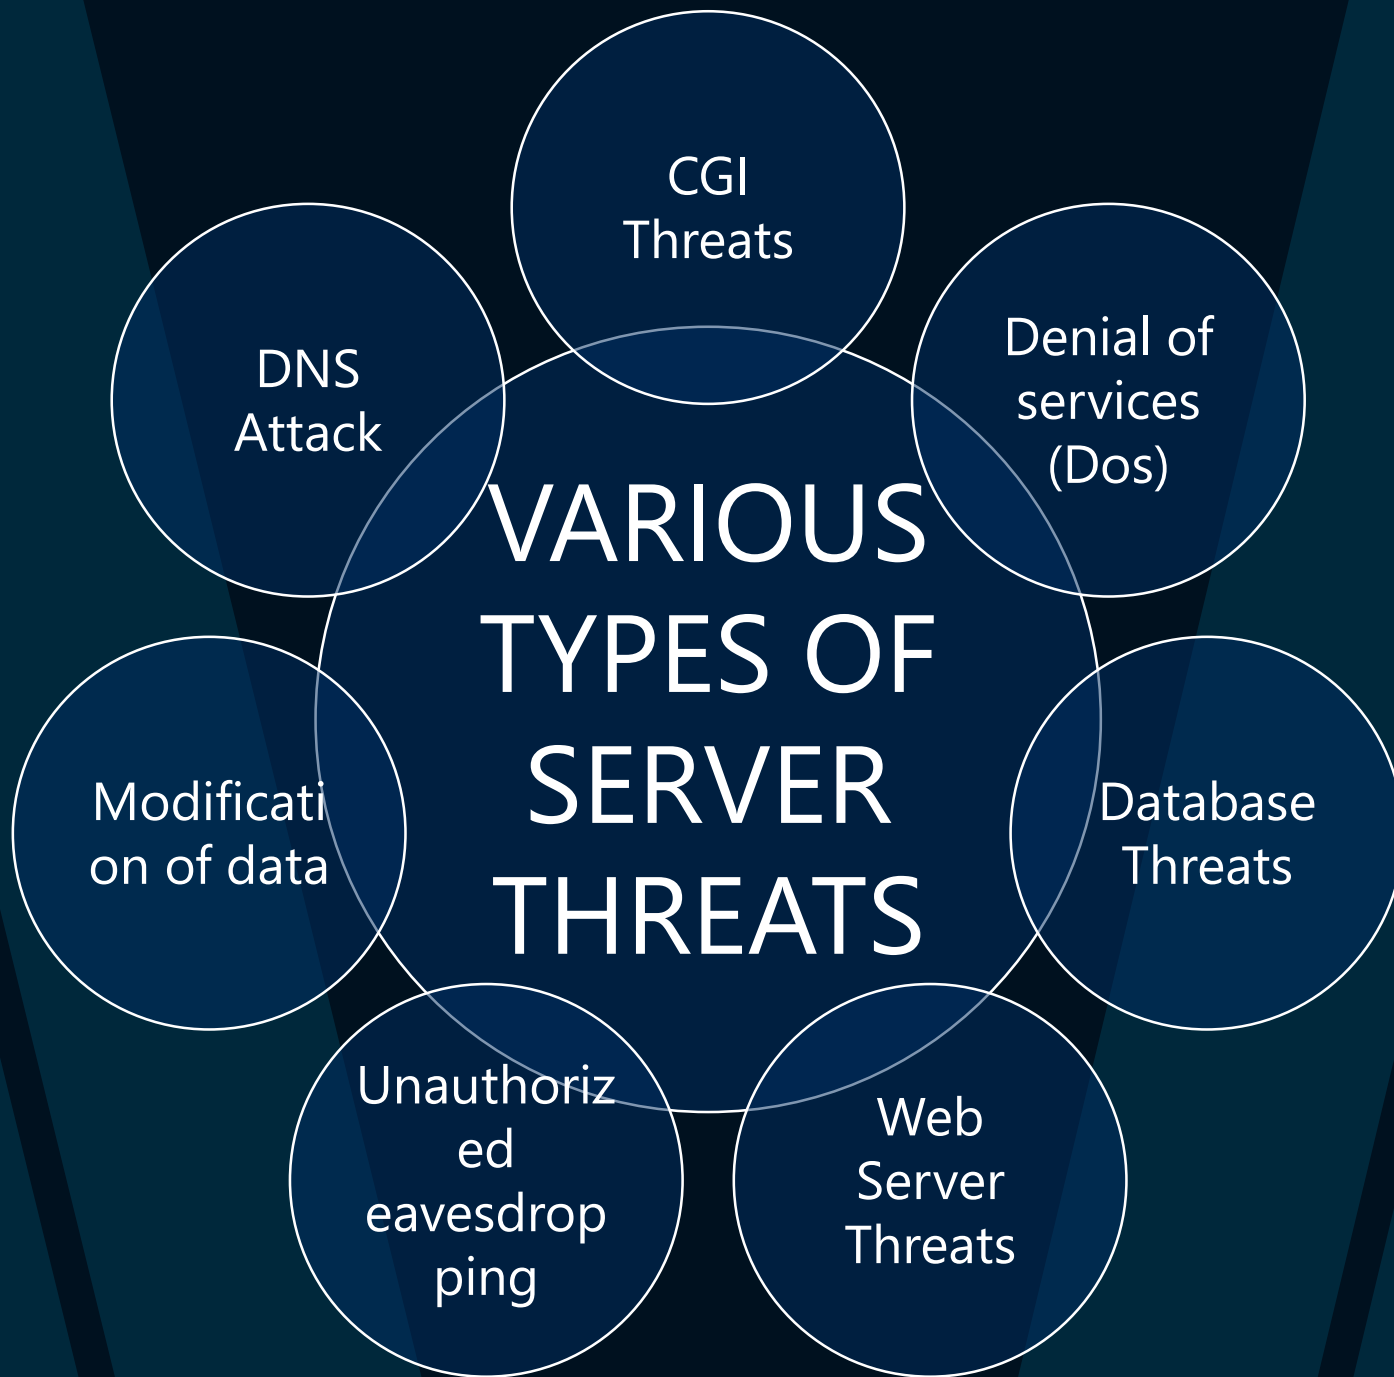 CGI
Threats
Denial of
services
(Dos)
Database
Threats
Web
Server
Threats
Unauthoriz
ed
eavesdrop
ping
Modificati
on of data
DNS
Attack
VARIOUS
TYPES OF
SERVER
THREATS